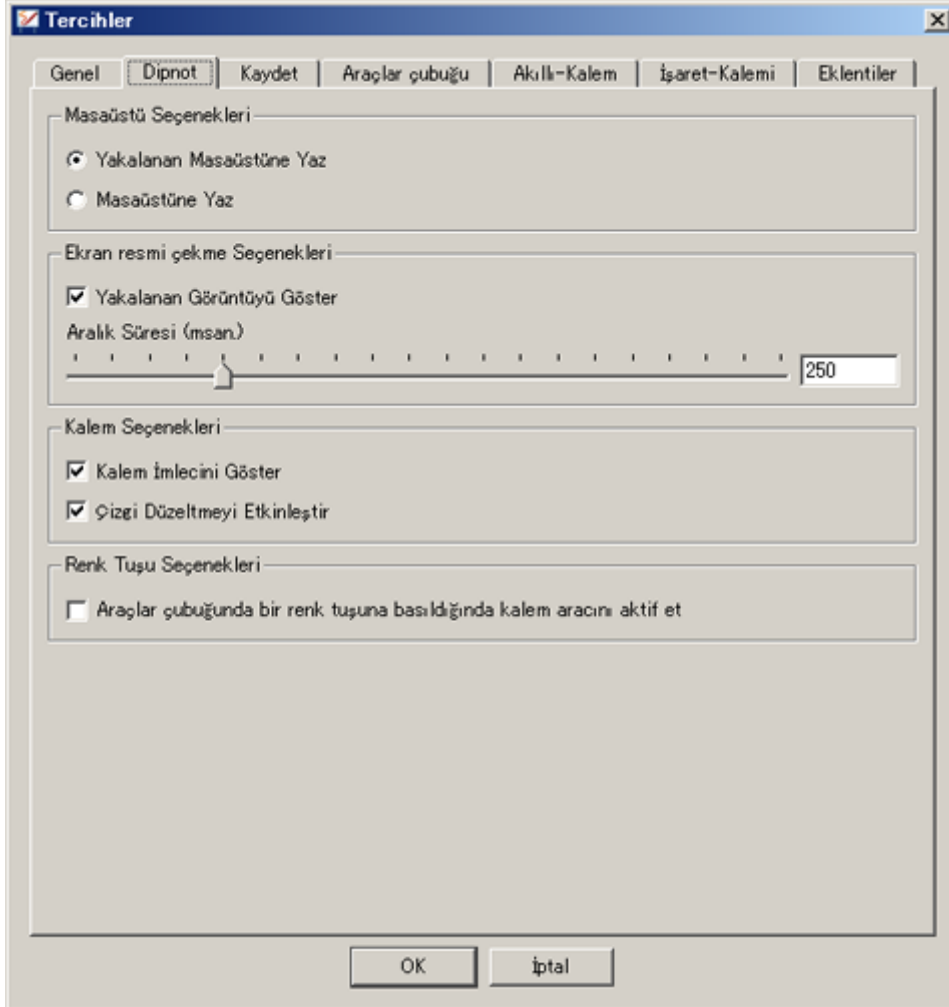 Tercihler
Genel Dipnot Kaydet Araçlar çubuğu Akıllı-Kalem İşaret-Kalemi Eklentiler
Masaüstü Seçenekleri
Yakalanan Masaüstüne Yaz
Masaüstüne Yaz
Ekran resmi çekme Seçenekleri
Yakalanan Görüntüyü Göster
Aralık Süresi (msan.)
250
Kalem Seçenekleri
Kalem İmlecini Göster
Çizgi Düzeltmeyi Etkinleştir
Renk Tuşu Seçenekleri
Araçlar çubuğunda bir renk tuşuna basıldığında kalem aracını aktif et
OK İptal